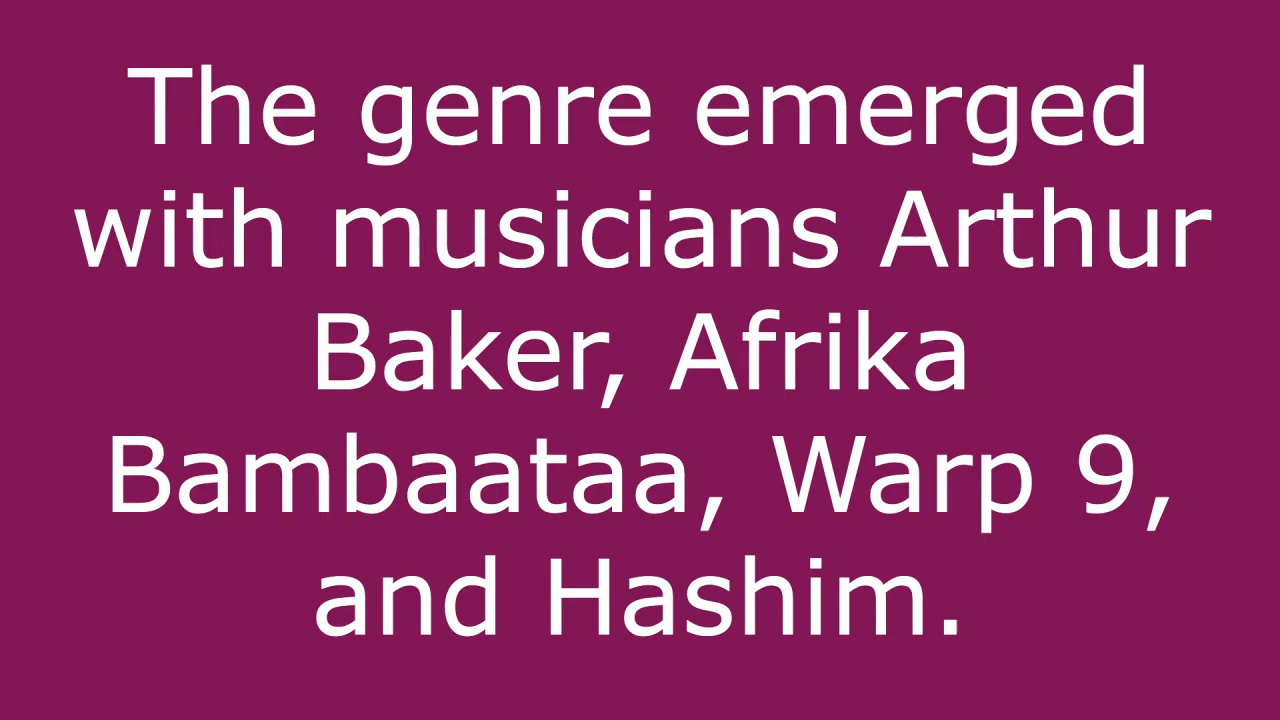 The genre emerged
with musicians Arthur
Baker, Afrika
Bambaataa, Warp 9,
and Hashim.